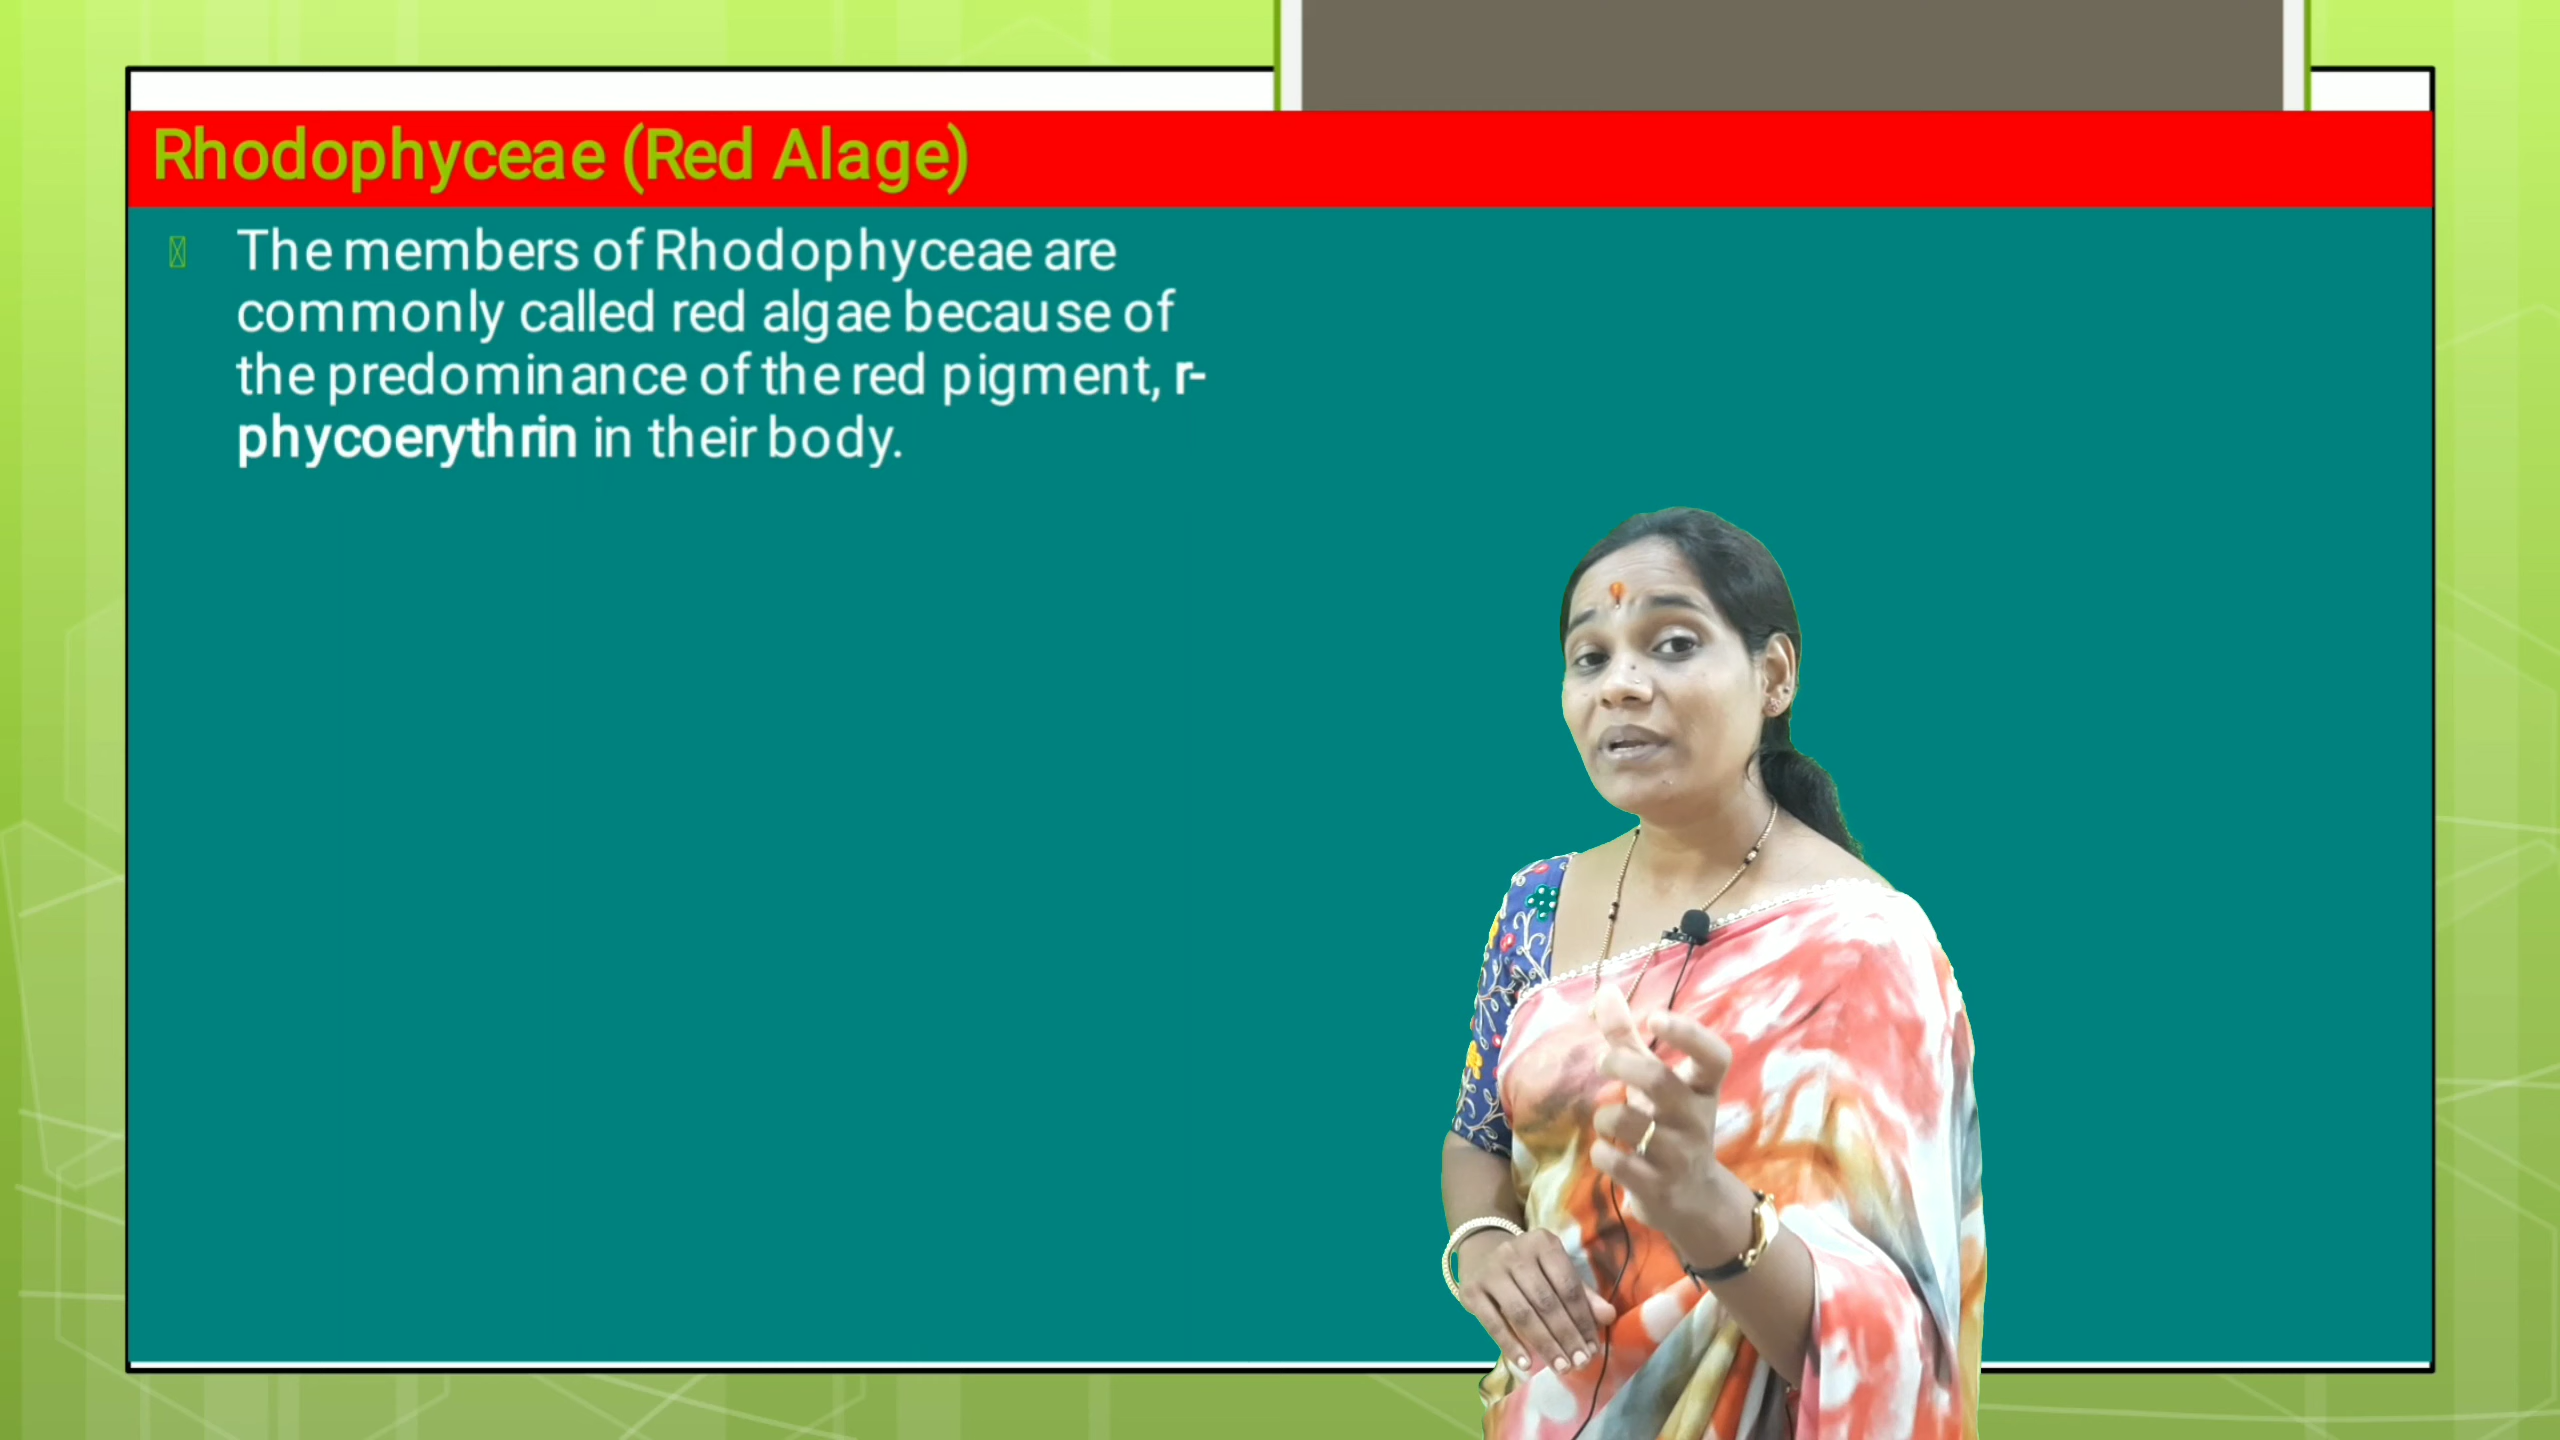 Rhodophyceae (Red Alage)
The members of Rhodophyceae are
commonly called red algae because of
the predominance of the red pigment, r-
phycoerythrin in their body.